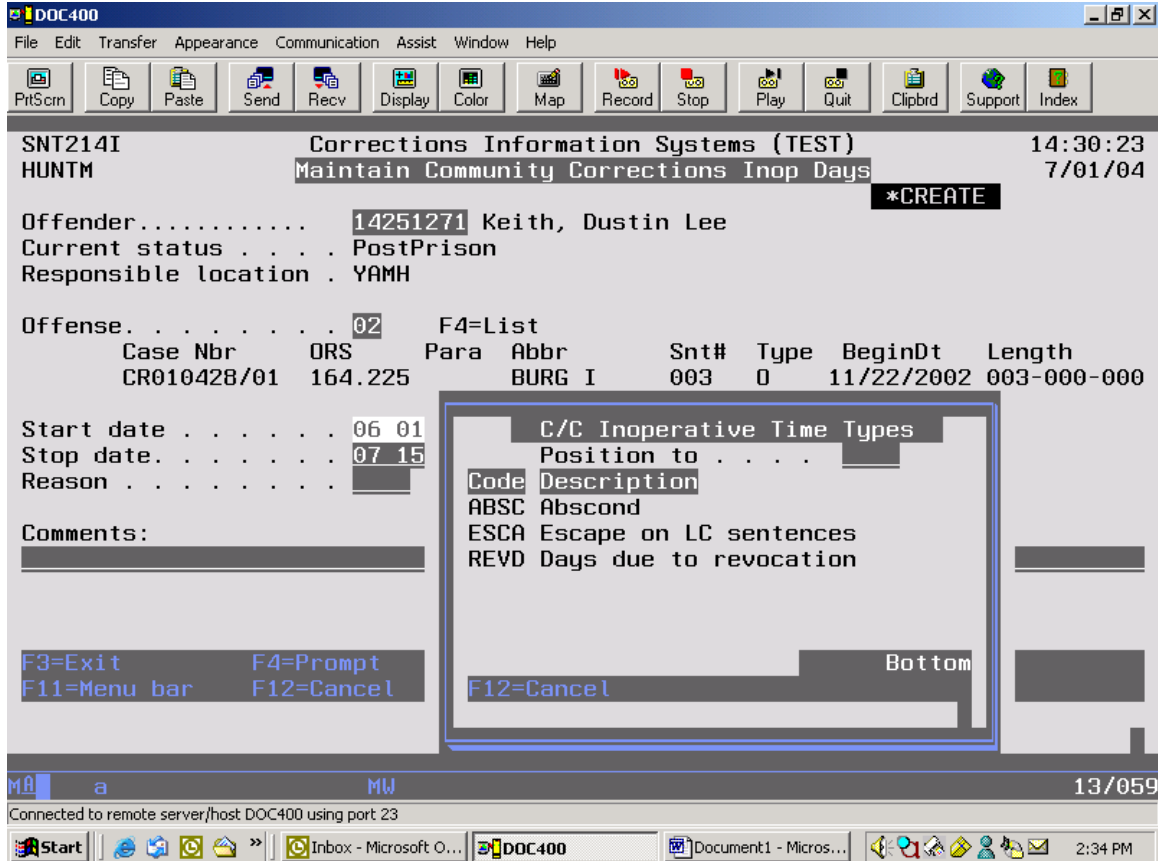 DOC400
File Edit Transfer Appearance Communication Assist Window Help
PrtScrn Copy Paste Send Recv Display Color Map Record Stop Play Quit Clipbrd Support Index
SNT214I Corrections Information Systems (TEST) 14:30:23
HUNTM Maintain Community Corrections Inop Days 7/01/04
*CREATE
Offender............ 14251271 Keith, Dustin Lee
Current status . . . . PostPrison
Responsible location . YAMH
Offense. . . . . . . . 02 F4=List
Case Nbr ORS Para Abbr Snt# Type BeginDt Length
CR010428/01 164.225 BURG I 003 O 11/22/2002 003-000-000
Start date . . . . . . 06 01
Stop date. . . . . . . 07 15
Reason . . . . . . . .
Comments:
C/C Inoperative Time Types
Position to . . . .
Code Description
ABSC Abscond
ESCA Escape on LC sentences
REVD Days due to revocation
Bottom
F12=Cancel
F3=Exit F4=Prompt
F11=Menu bar F12=Cancel
MA a MW 13/059
Connected to remote server/host DOC400 using port 23
Start » Inbox - Microsoft O... DOC400 Document1 - Micros... 2:34 PM